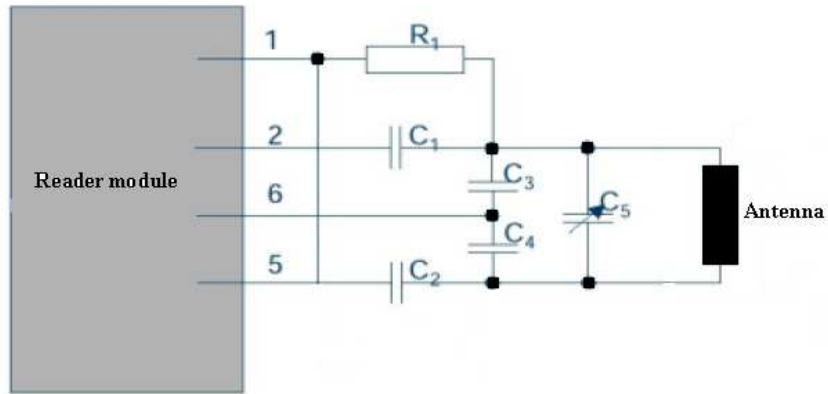 1
R₁
2
C₁
Reader module
C₃
6
C₅
Antenna
C₄
5
C₂